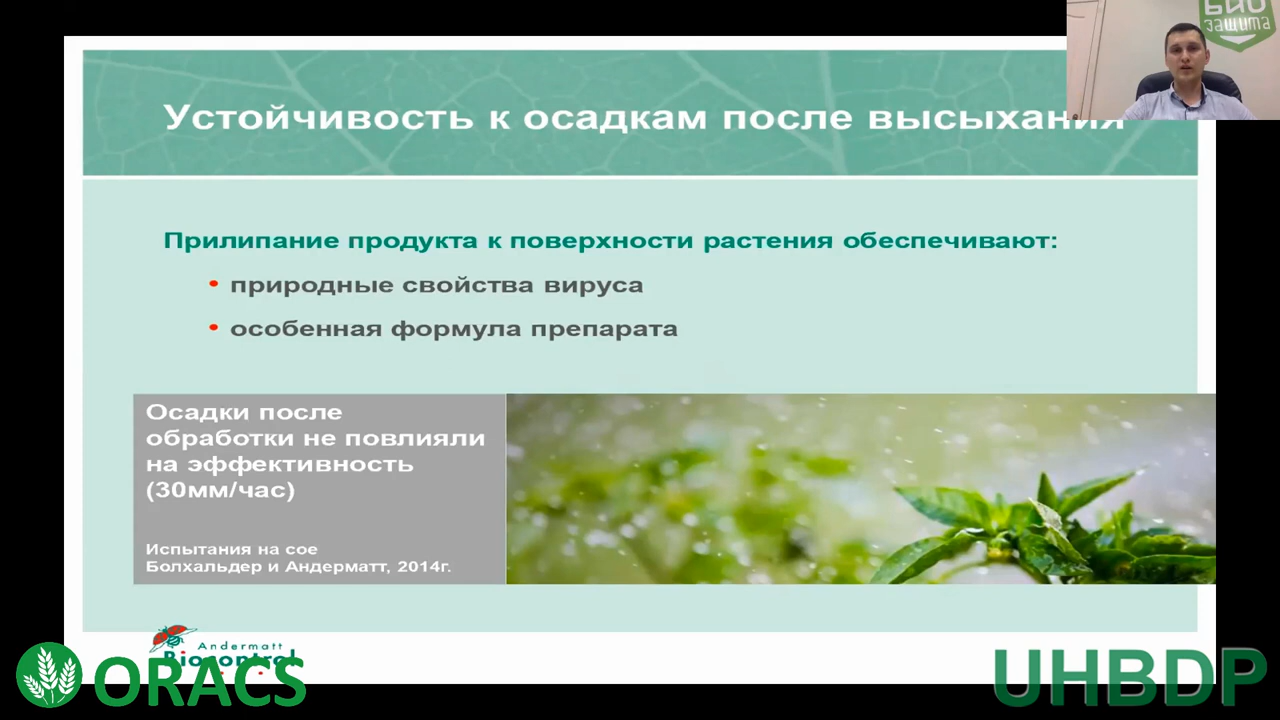 БИО
защита
Устойчивость к осадкам после высыхания
Прилипание продукта к поверхности растения обеспечивают:
• природные свойства вируса
• особенная формула препарата
Осадки после
обработки не повлияли
на эффективность
(30мм/час)
Испытания на сое
Болхальдер и Андерматт, 2014г.
Andermatt
Biocontrol
ORACS
UHBDP